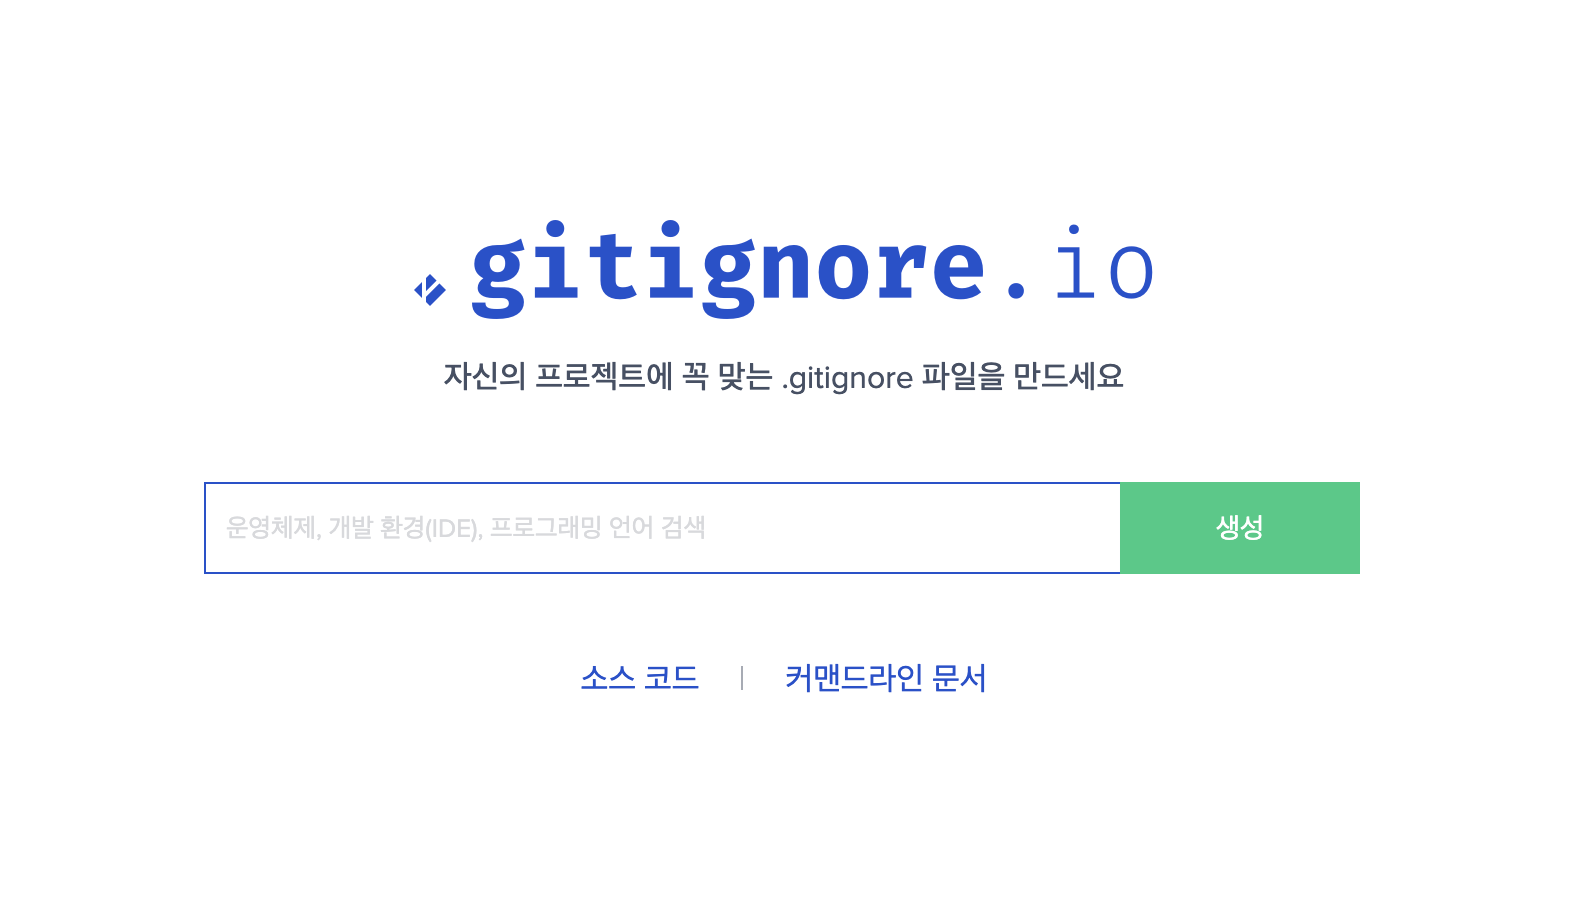 .gitignore.io
자신의 프로젝트에 꼭 맞는 .gitignore 파일을 만드세요
운영체제, 개발 환경(IDE), 프로그래밍 언어 검색
생성
소스 코드 | 커맨드라인 문서